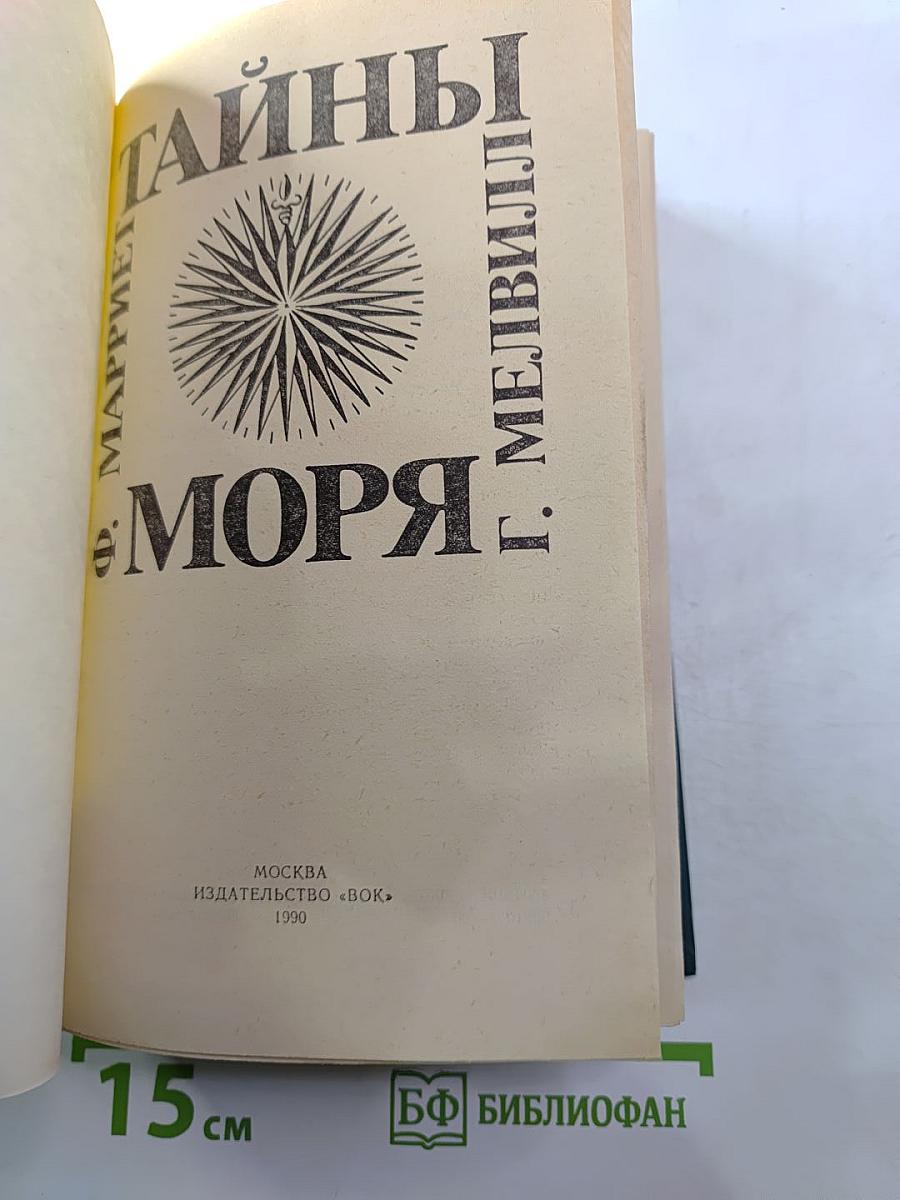 ТАЙНЫ
МОРЯ
Ф. МАРРИЕТ
Г. МЕЛВИЛЛ
МОСКВА
ИЗДАТЕЛЬСТВО «ВОК»
1990
15 см
БФ БИБЛИОФАН